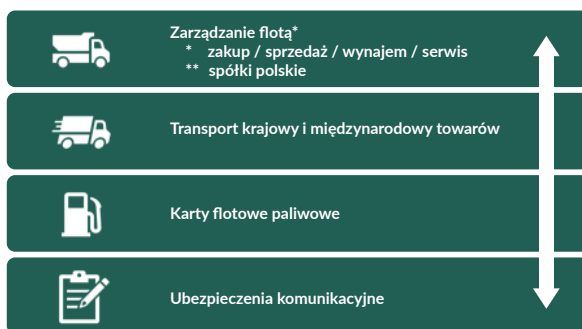 Zarządzanie flotą*
* zakup / sprzedaż / wynajem / serwis
** spółki polskie
Transport krajowy i międzynarodowy towarów
Karty flotowe paliwowe
Ubezpieczenia komunikacyjne